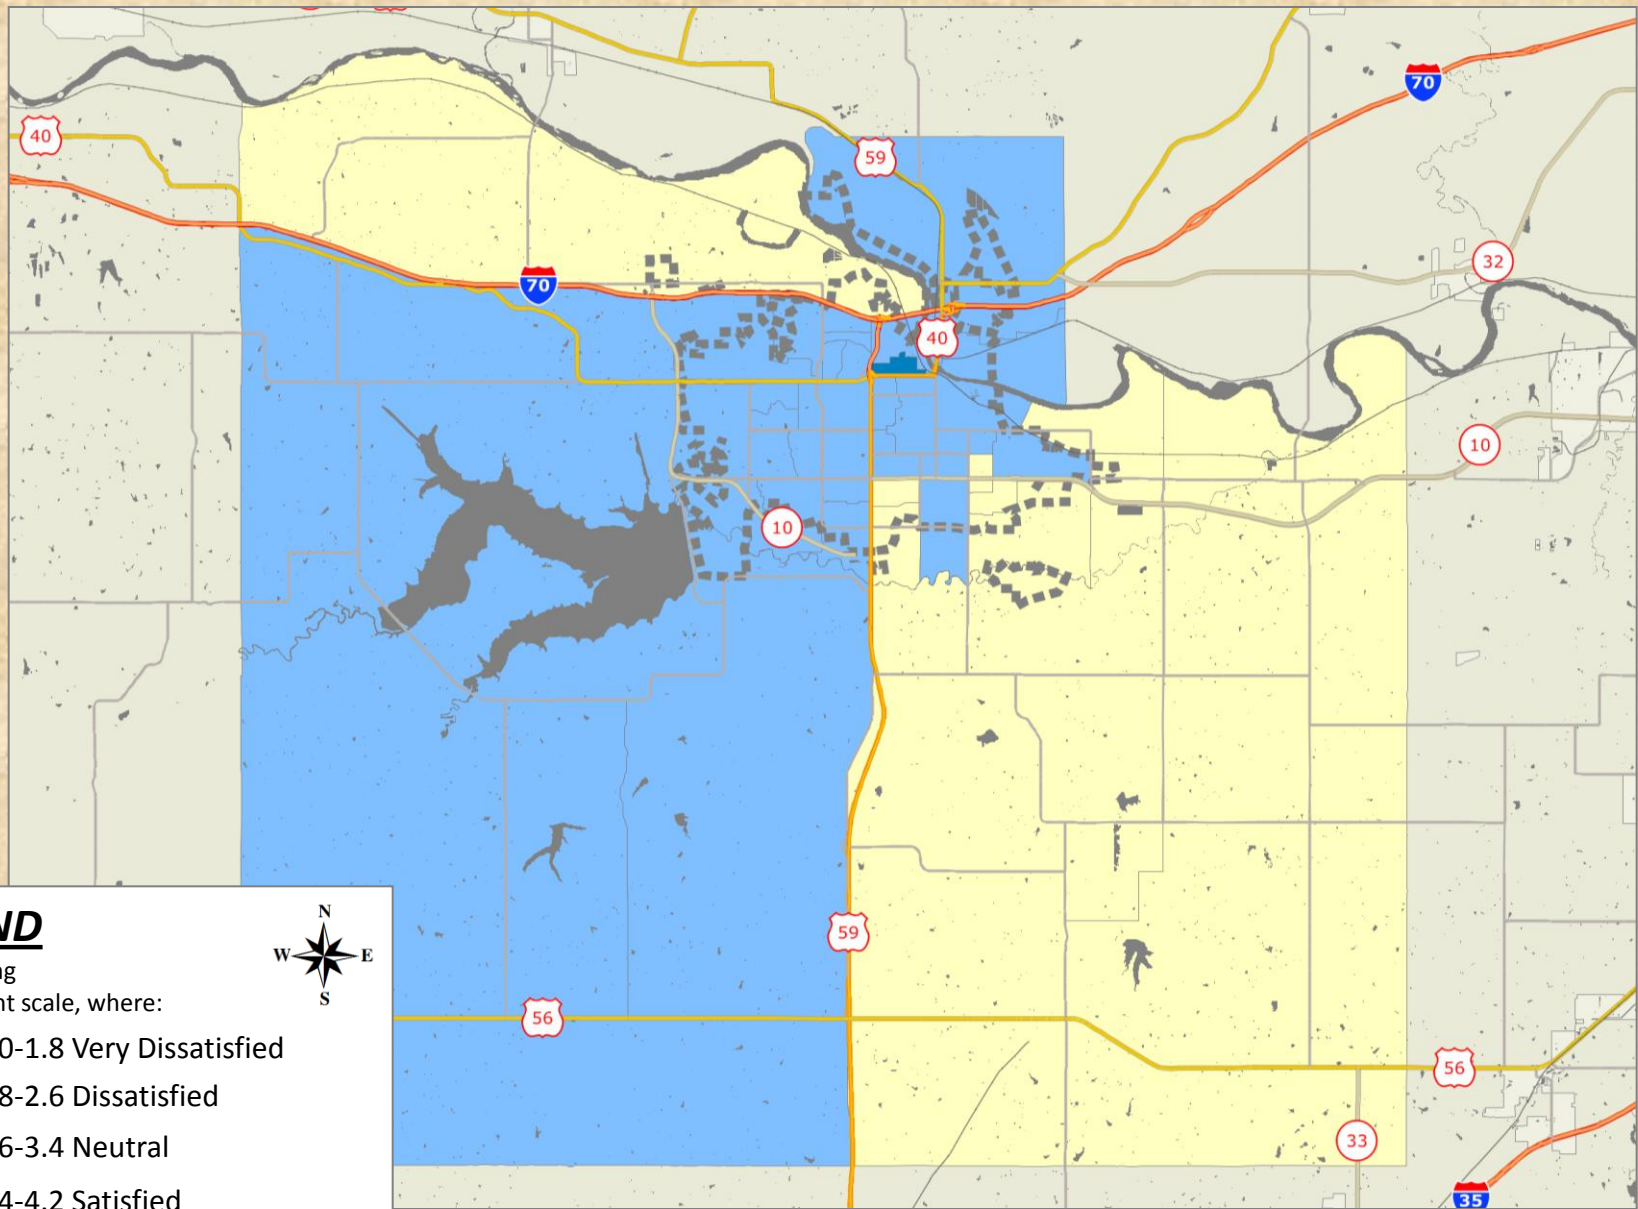 70
40
59
32
70
40
10
10
59
N
W E
S
ND
ng
nt scale, where:
0-1.8 Very Dissatisfied
8-2.6 Dissatisfied
6-3.4 Neutral
4-4.2 Satisfied
56
56
33
35